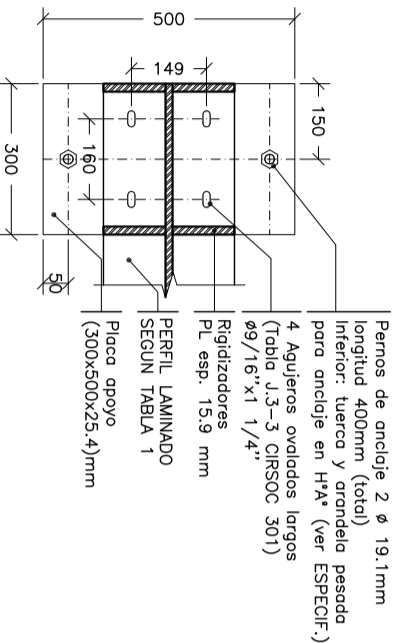 500
149
150
160
300
50
Pernos de anclaje 2 ø 19.1mm
longitud 400mm (total)
Inferior: tuerca y arandela pesada
para anclaje en HºAº (ver ESPECIF.)
4 Agujeros ovalados largos
(Tabla J.3-3 CIRSOC 301)
ø9/16''x1 1/4''
Rigidizadores
PL esp. 15.9 mm
PERFIL LAMINADO
SEGUN TABLA 1
Placa apoyo
(300x500x25.4)mm